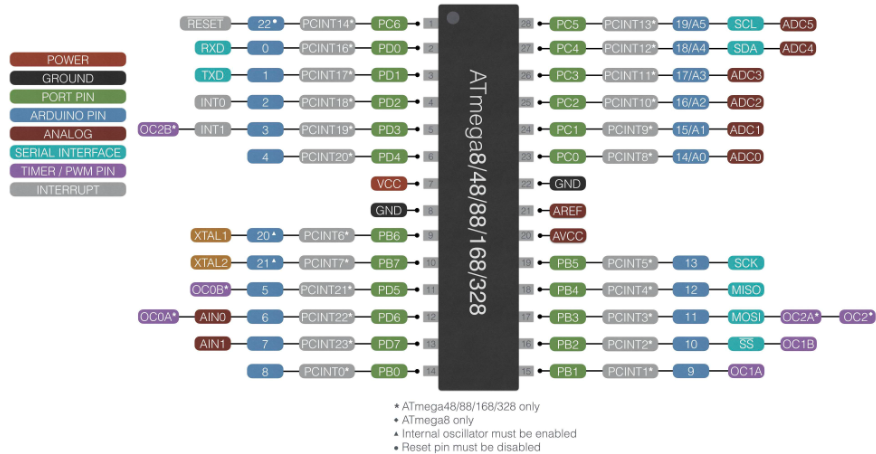 RESET 22• PCINT14* PC6 1 28 PC5 PCINT13* 19/A5 SCL ADC5
RXD 0 PCINT16* PD0 2 27 PC4 PCINT12* 18/A4 SDA ADC4
TXD 1 PCINT17* PD1 3 26 PC3 PCINT11* 17/A3 ADC3
INT0 2 PCINT18* PD2 4 25 PC2 PCINT10* 16/A2 ADC2
OC2B* INT1 3 PCINT19* PD3 5 24 PC1 PCINT9* 15/A1 ADC1
4 PCINT20* PD4 6 23 PC0 PCINT8* 14/A0 ADC0
VCC 7 22 GND
GND 8 21 AREF
XTAL1 20▲ PCINT6* PB6 9 20 AVCC
XTAL2 21▲ PCINT7* PB7 10 19 PB5 PCINT5* 13 SCK
OC0B* 5 PCINT21* PD5 11 18 PB4 PCINT4* 12 MISO
OC0A* AIN0 6 PCINT22* PD6 12 17 PB3 PCINT3* 11 MOSI OC2A* OC2⬥
AIN1 7 PCINT23* PD7 13 16 PB2 PCINT2* 10 SS OC1B
8 PCINT0* PB0 14 15 PB1 PCINT1* 9 OC1A
ATmega8/48/88/168/328
POWER
GROUND
PORT PIN
ARDUINO PIN
ANALOG
SERIAL INTERFACE
TIMER / PWM PIN
INTERRUPT
* ATmega48/88/168/328 only
⬥ ATmega8 only
▲ Internal oscillator must be enabled
• Reset pin must be disabled